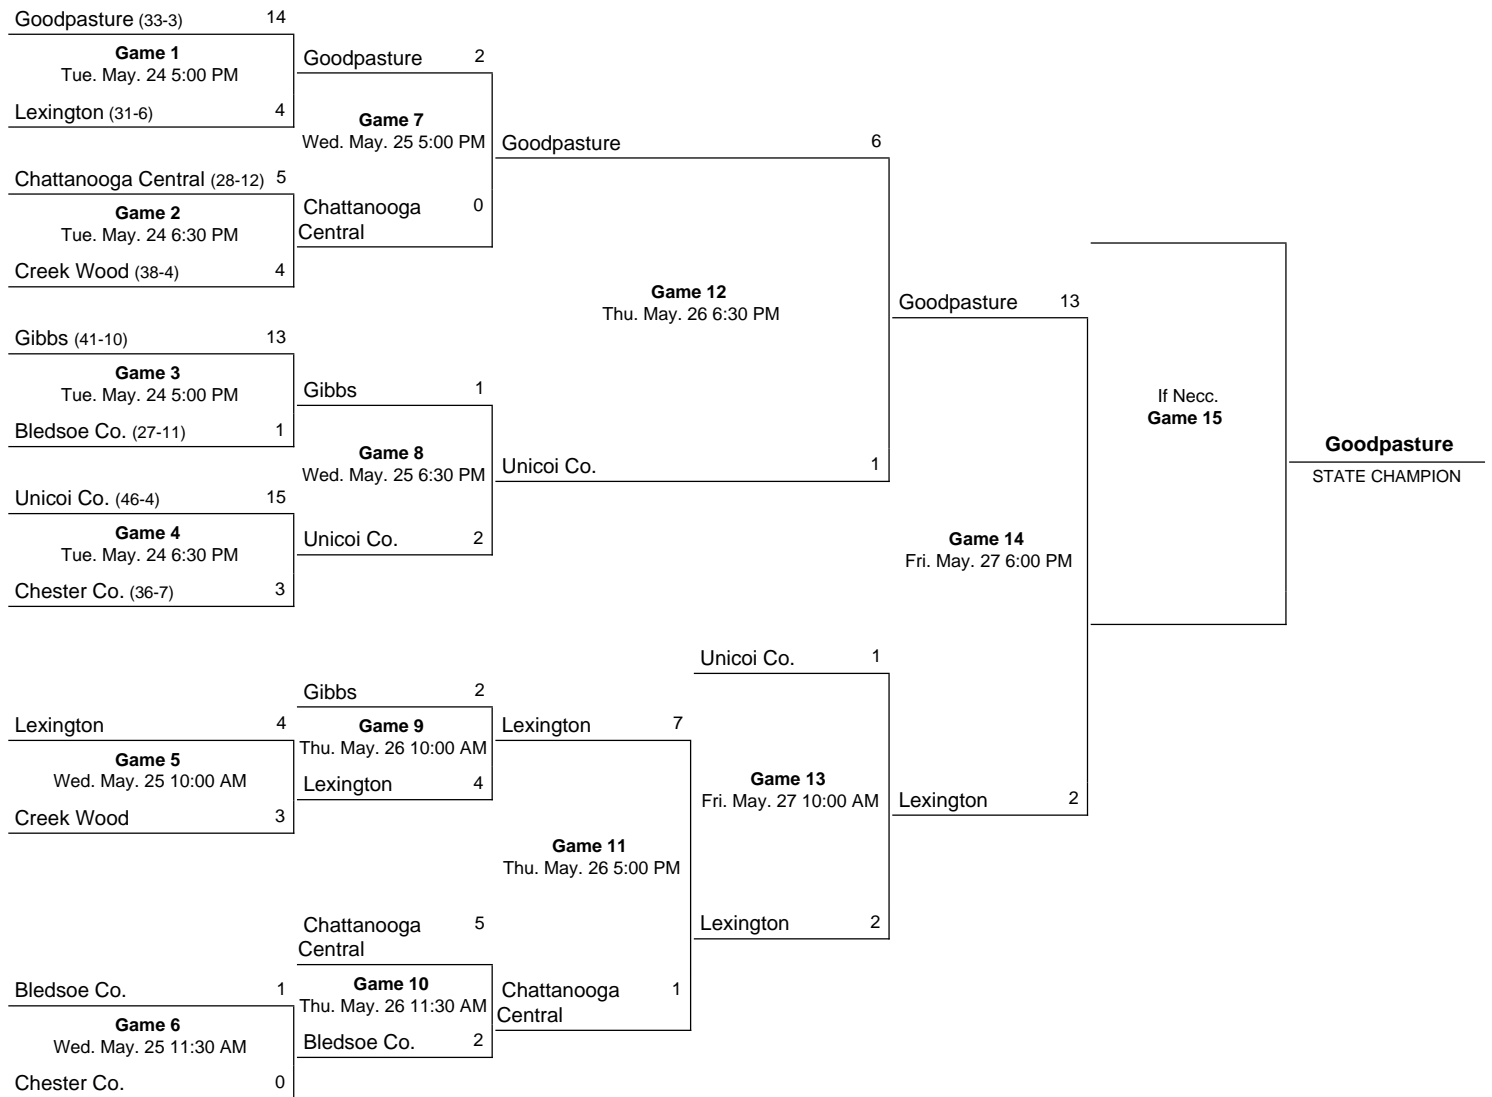 Goodpasture (33-3) 14
Game 1
Tue. May. 24 5:00 PM
Lexington (31-6) 4
Chattanooga Central (28-12) 5
Game 2
Tue. May. 24 6:30 PM
Creek Wood (38-4) 4
Gibbs (41-10) 13
Game 3
Tue. May. 24 5:00 PM
Bledsoe Co. (27-11) 1
Unicoi Co. (46-4) 15
Game 4
Tue. May. 24 6:30 PM
Chester Co. (36-7) 3
Lexington 4
Game 5
Wed. May. 25 10:00 AM
Creek Wood 3
Bledsoe Co. 1
Game 6
Wed. May. 25 11:30 AM
Chester Co. 0
Goodpasture 2
Game 7
Wed. May. 25 5:00 PM
Chattanooga 0
Central
Gibbs 1
Game 8
Wed. May. 25 6:30 PM
Unicoi Co. 2
Gibbs 2
Game 9
Thu. May. 26 10:00 AM
Lexington 4
Chattanooga 5
Central
Game 10
Thu. May. 26 11:30 AM
Bledsoe Co. 2
Goodpasture 6
Game 12
Thu. May. 26 6:30 PM
Unicoi Co. 1
Lexington 7
Game 11
Thu. May. 26 5:00 PM
Chattanooga 1
Central
Unicoi Co. 1
Game 13
Fri. May. 27 10:00 AM
Lexington 2
Goodpasture 13
Game 14
Fri. May. 27 6:00 PM
Lexington 2
If Necc.
Game 15
Goodpasture
STATE CHAMPION